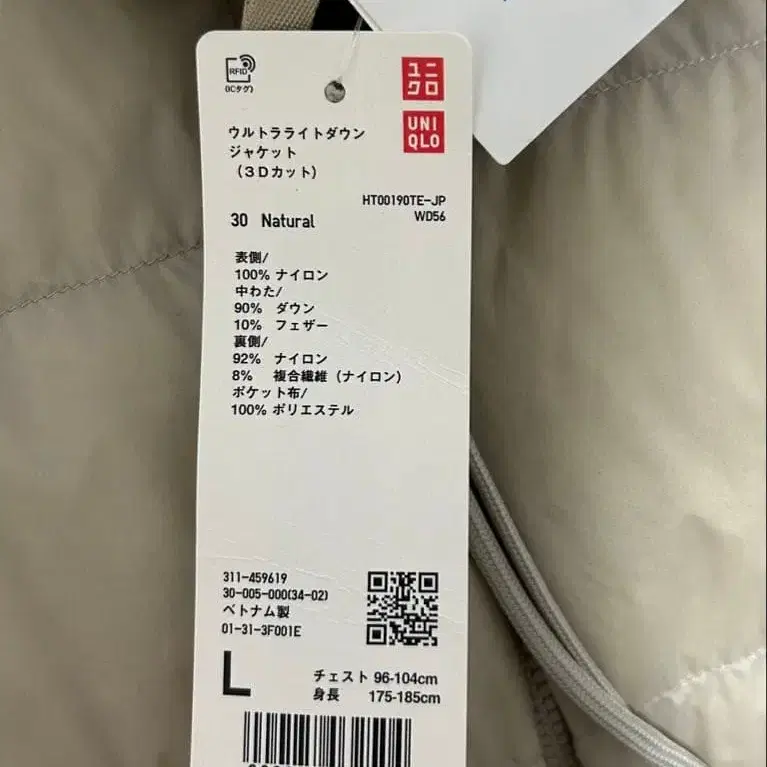 RFID
(ICタグ)
ユニ
クロ
UNI
QLO
ウルトラライトダウン
ジャケット
(3Dカット)
HT00190TE-JP
WD56
30 Natural
表側/
100% ナイロン
中わた/
90% ダウン
10% フェザー
裏側/
92% ナイロン
8% 複合繊維 (ナイロン)
ポケット布/
100% ポリエステル
311-459619
30-005-000(34-02)
ベトナム製
01-31-3F001E
L
チェスト 96-104cm
身長 175-185cm